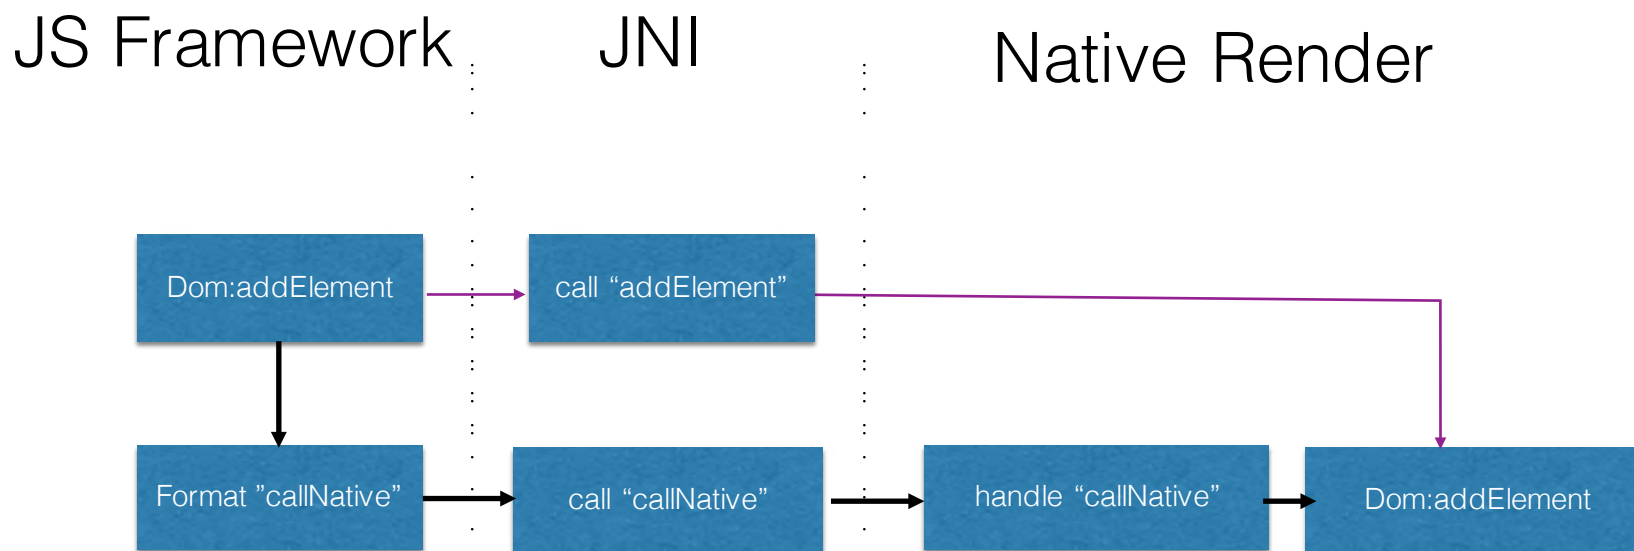 JS Framework
JNI
Native Render
Dom:addElement
call “addElement”
Format ”callNative”
call “callNative”
handle “callNative”
Dom:addElement